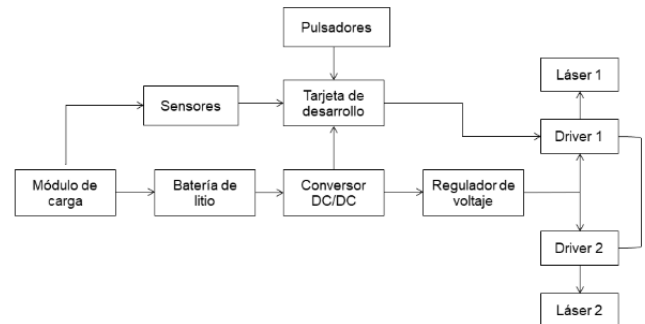 Pulsadores
Láser 1
Sensores
Tarjeta de
desarrollo
Driver 1
Módulo de
carga
Batería de
litio
Conversor
DC/DC
Regulador de
voltaje
Driver 2
Láser 2